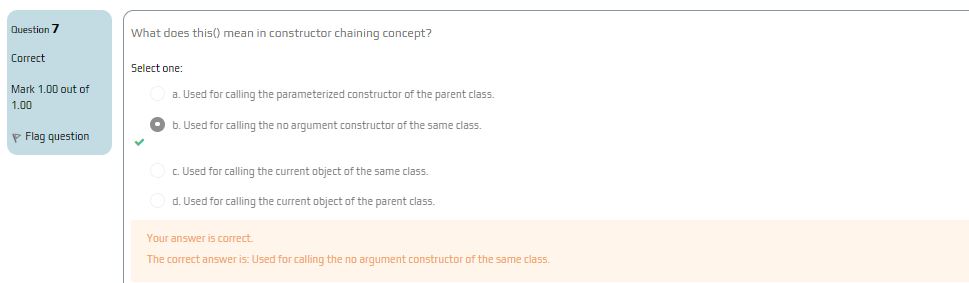 Question 7
Correct
Mark 1.00 out of
1.00
Flag question
What does this() mean in constructor chaining concept?
Select one:
a. Used for calling the parameterized constructor of the parent class.
b. Used for calling the no argument constructor of the same class.
c. Used for calling the current object of the same class.
d. Used for calling the current object of the parent class.
Your answer is correct.
The correct answer is: Used for calling the no argument constructor of the same class.